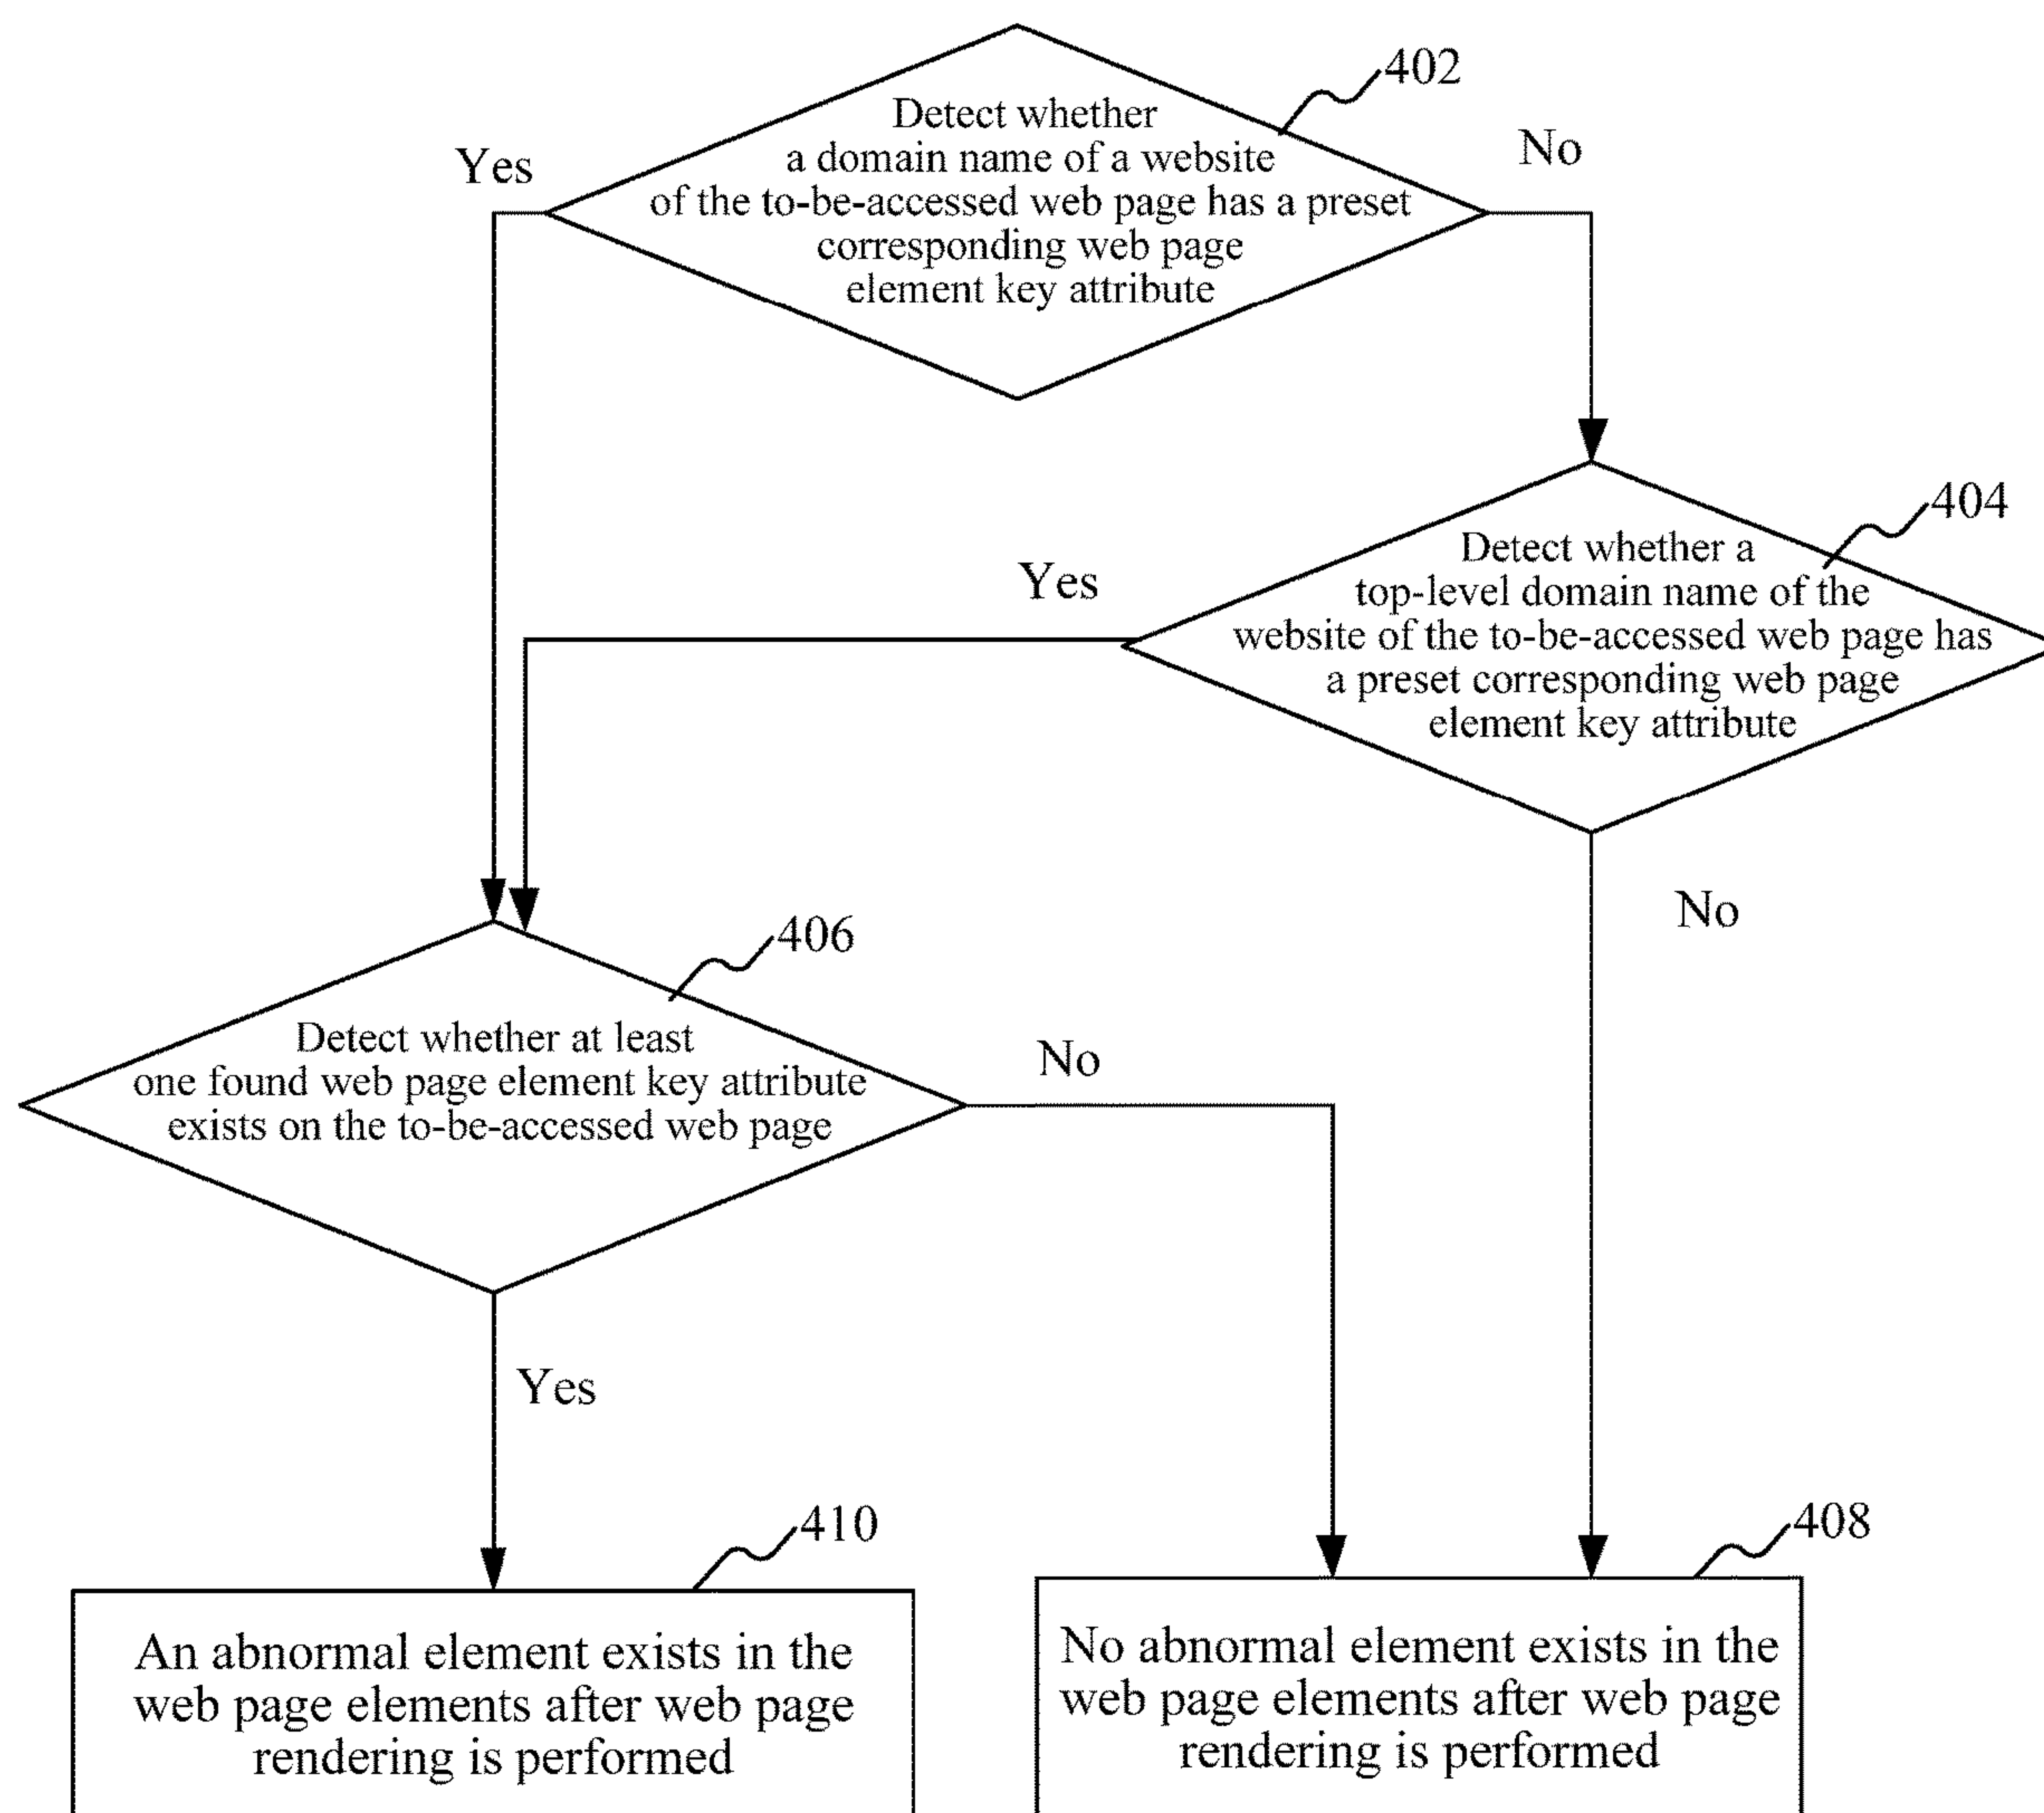 402
Detect whether
a domain name of a website
of the to-be-accessed web page has a preset
corresponding web page
element key attribute
Yes
No
404
Detect whether a
top-level domain name of the
website of the to-be-accessed web page has
a preset corresponding web page
element key attribute
Yes
No
406
Detect whether at least
one found web page element key attribute
exists on the to-be-accessed web page
No
Yes
410
An abnormal element exists in the
web page elements after web page
rendering is performed
408
No abnormal element exists in the
web page elements after web page
rendering is performed